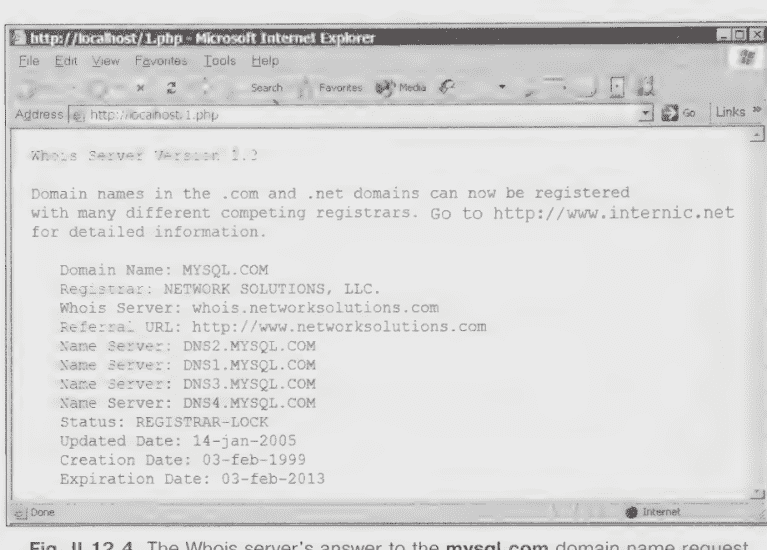 http://localhost/1.php - Microsoft Internet Explorer
File Edit View Favorites Tools Help
Search Favorites Media
Address http://localhost/1.php Go Links »
Whois Server Version 1.3
Domain names in the .com and .net domains can now be registered
with many different competing registrars. Go to http://www.internic.net
for detailed information.
Domain Name: MYSQL.COM
Registrar: NETWORK SOLUTIONS, LLC.
Whois Server: whois.networksolutions.com
Referral URL: http://www.networksolutions.com
Name Server: DNS2.MYSQL.COM
Name Server: DNS1.MYSQL.COM
Name Server: DNS3.MYSQL.COM
Name Server: DNS4.MYSQL.COM
Status: REGISTRAR-LOCK
Updated Date: 14-jan-2005
Creation Date: 03-feb-1999
Expiration Date: 03-feb-2013
Done Internet
Fig. II.12.4. The Whois server's answer to the mysql.com domain name request